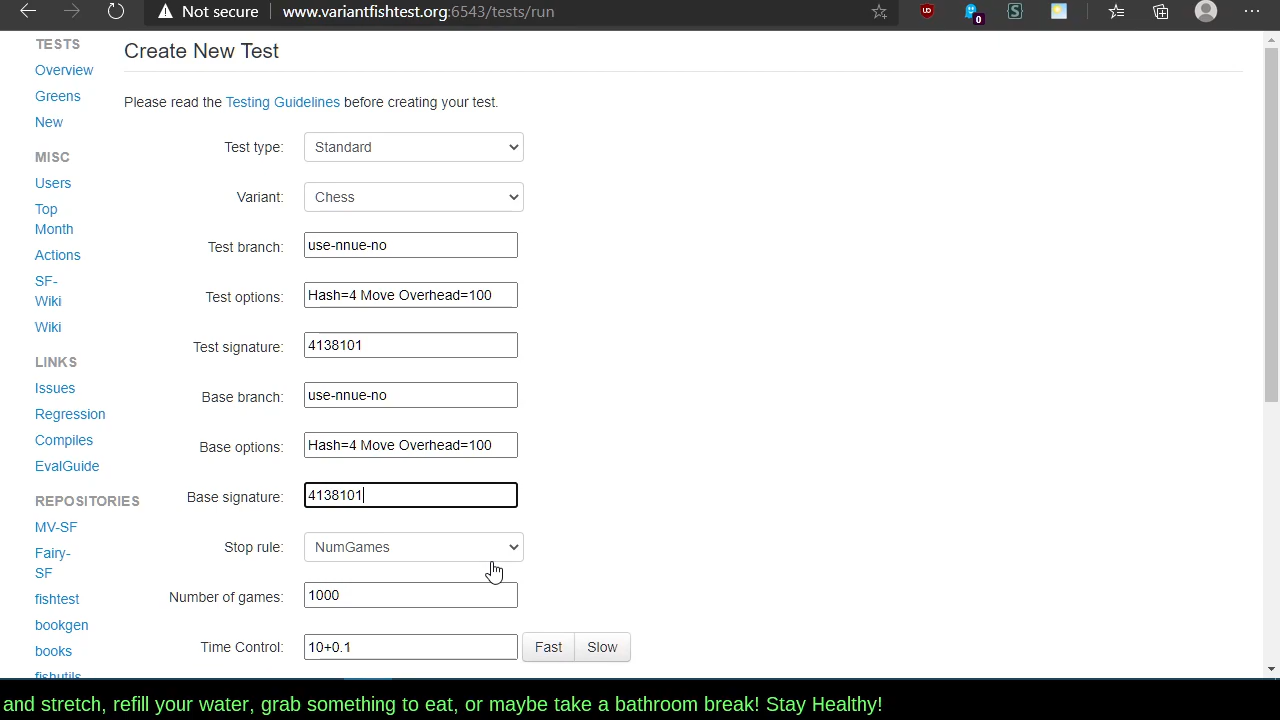 Not secure www.variantfishtest.org:6543/tests/run
0
TESTS
Overview
Greens
New
MISC
Users
Top
Month
Actions
SF-
Wiki
Wiki
LINKS
Issues
Regression
Compiles
EvalGuide
REPOSITORIES
MV-SF
Fairy-
SF
fishtest
bookgen
books
fishutils
Create New Test
Please read the Testing Guidelines before creating your test.
Test type: Standard
Variant: Chess
Test branch: use-nnue-no
Test options: Hash=4 Move Overhead=100
Test signature: 4138101
Base branch: use-nnue-no
Base options: Hash=4 Move Overhead=100
Base signature: 4138101
Stop rule: NumGames
Number of games: 1000
Time Control: 10+0.1 Fast Slow
and stretch, refill your water, grab something to eat, or maybe take a bathroom break! Stay Healthy!